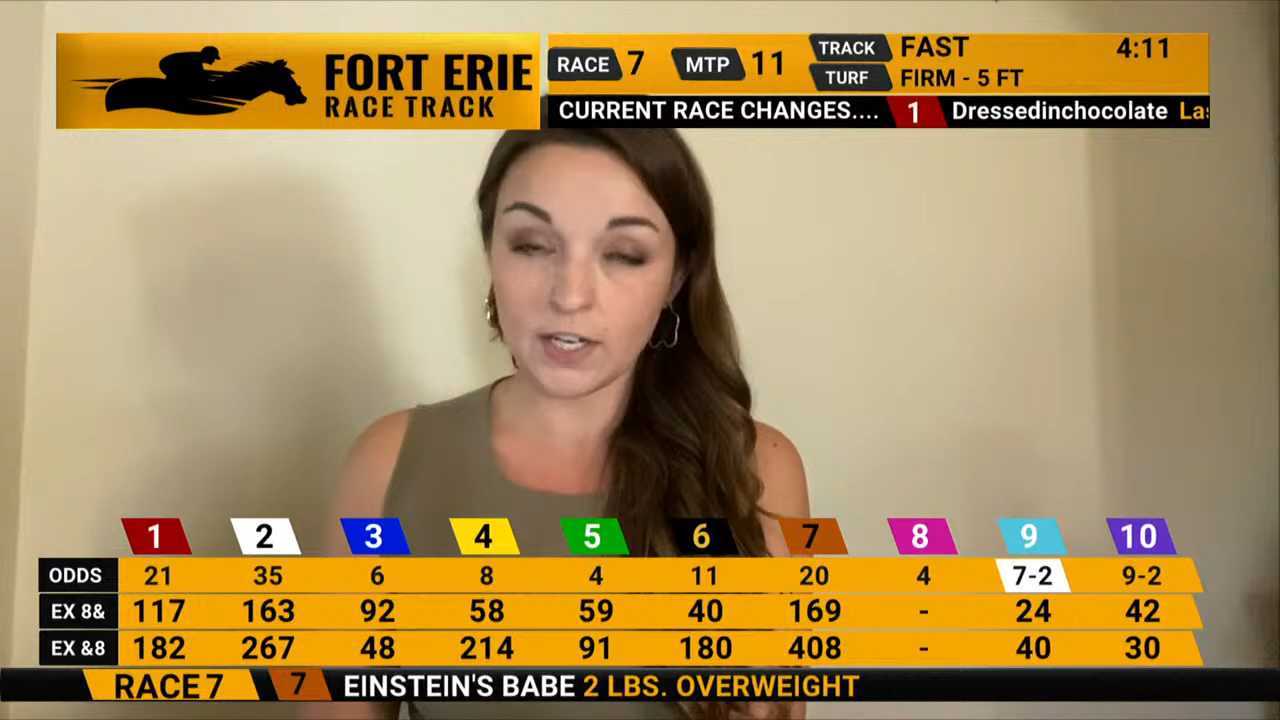 FORT ERIE
RACE TRACK
RACE 7 MTP 11 TRACK FAST 4:11
TURF FIRM - 5 FT
CURRENT RACE CHANGES.... 1 Dressedinchocolate Las
1 2 3 4 5 6 7 8 9 10
ODDS 21 35 6 8 4 11 20 4 7-2 9-2
EX 8& 117 163 92 58 59 40 169 - 24 42
EX &8 182 267 48 214 91 180 408 - 40 30
RACE 7 7 EINSTEIN'S BABE 2 LBS. OVERWEIGHT